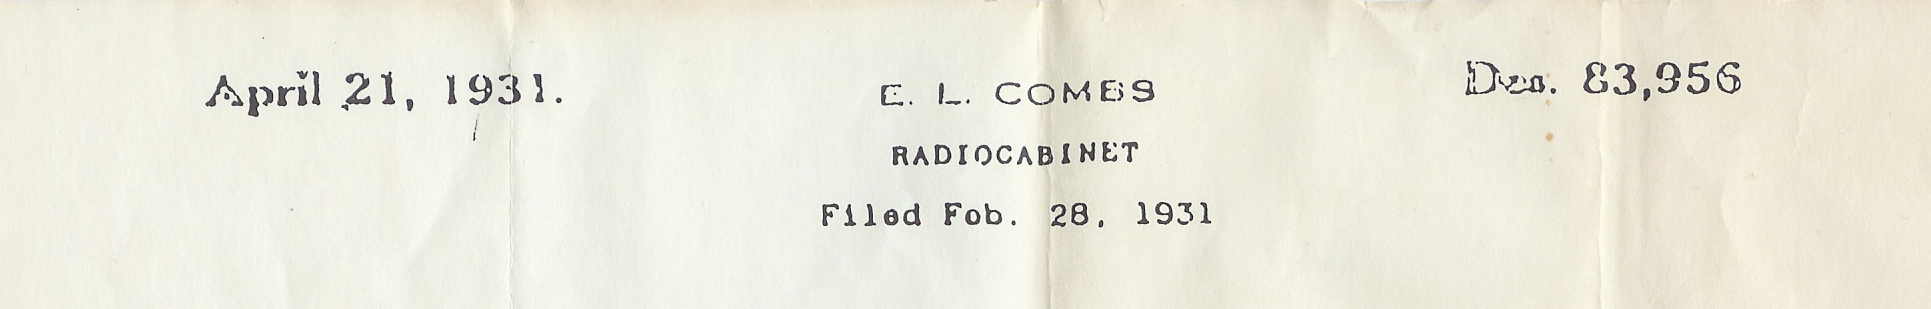 April 21, 1931.
E. L. COMBS
Des. 83,956
RADIOCABINET
Filed Feb. 28, 1931